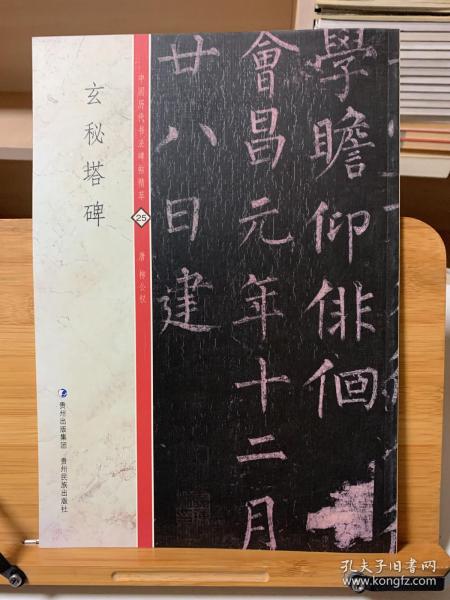 玄秘塔碑
中国历代书法碑帖精萃
25
唐 柳公权
學瞻仰徘徊
會昌元年十二月
廿八日建
贵州出版集团
贵州民族出版社
孔夫子旧书网
www.kongfz.com